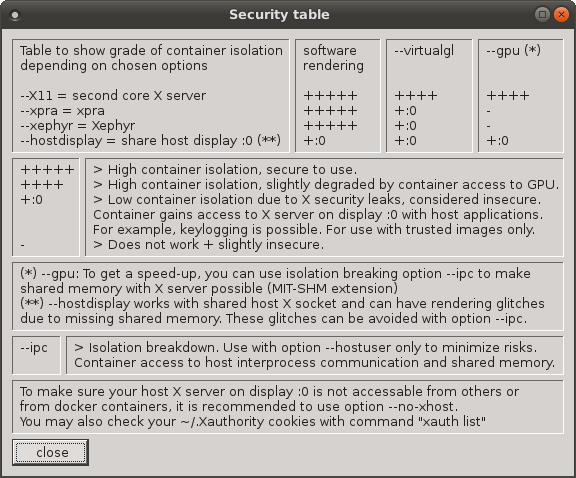 Security table
Table to show grade of container isolation
depending on chosen options
software
rendering
--virtualgl
--gpu (*)
--X11 = second core X server
+++++
++++
++++
--xpra = xpra
+++++
+:0
-
--xephyr = Xephyr
+++++
+:0
-
--hostdisplay = share host display :0 (**)
+:0
+:0
+:0
+++++
> High container isolation, secure to use.
++++
> High container isolation, slightly degraded by container access to GPU.
+:0
> Low container isolation due to X security leaks, considered insecure.
Container gains access to X server on display :0 with host applications.
For example, keylogging is possible. For use with trusted images only.
-
> Does not work + slightly insecure.
(*) --gpu: To get a speed-up, you can use isolation breaking option --ipc to make
shared memory with X server possible (MIT-SHM extension)
(**) --hostdisplay works with shared host X socket and can have rendering glitches
due to missing shared memory. These glitches can be avoided with option --ipc.
--ipc
> Isolation breakdown. Use with option --hostuser only to minimize risks.
Container access to host interprocess communication and shared memory.
To make sure your host X server on display :0 is not accessable from others or
from docker containers, it is recommended to use option --no-xhost.
You may also check your ~/.Xauthority cookies with command "xauth list"
close